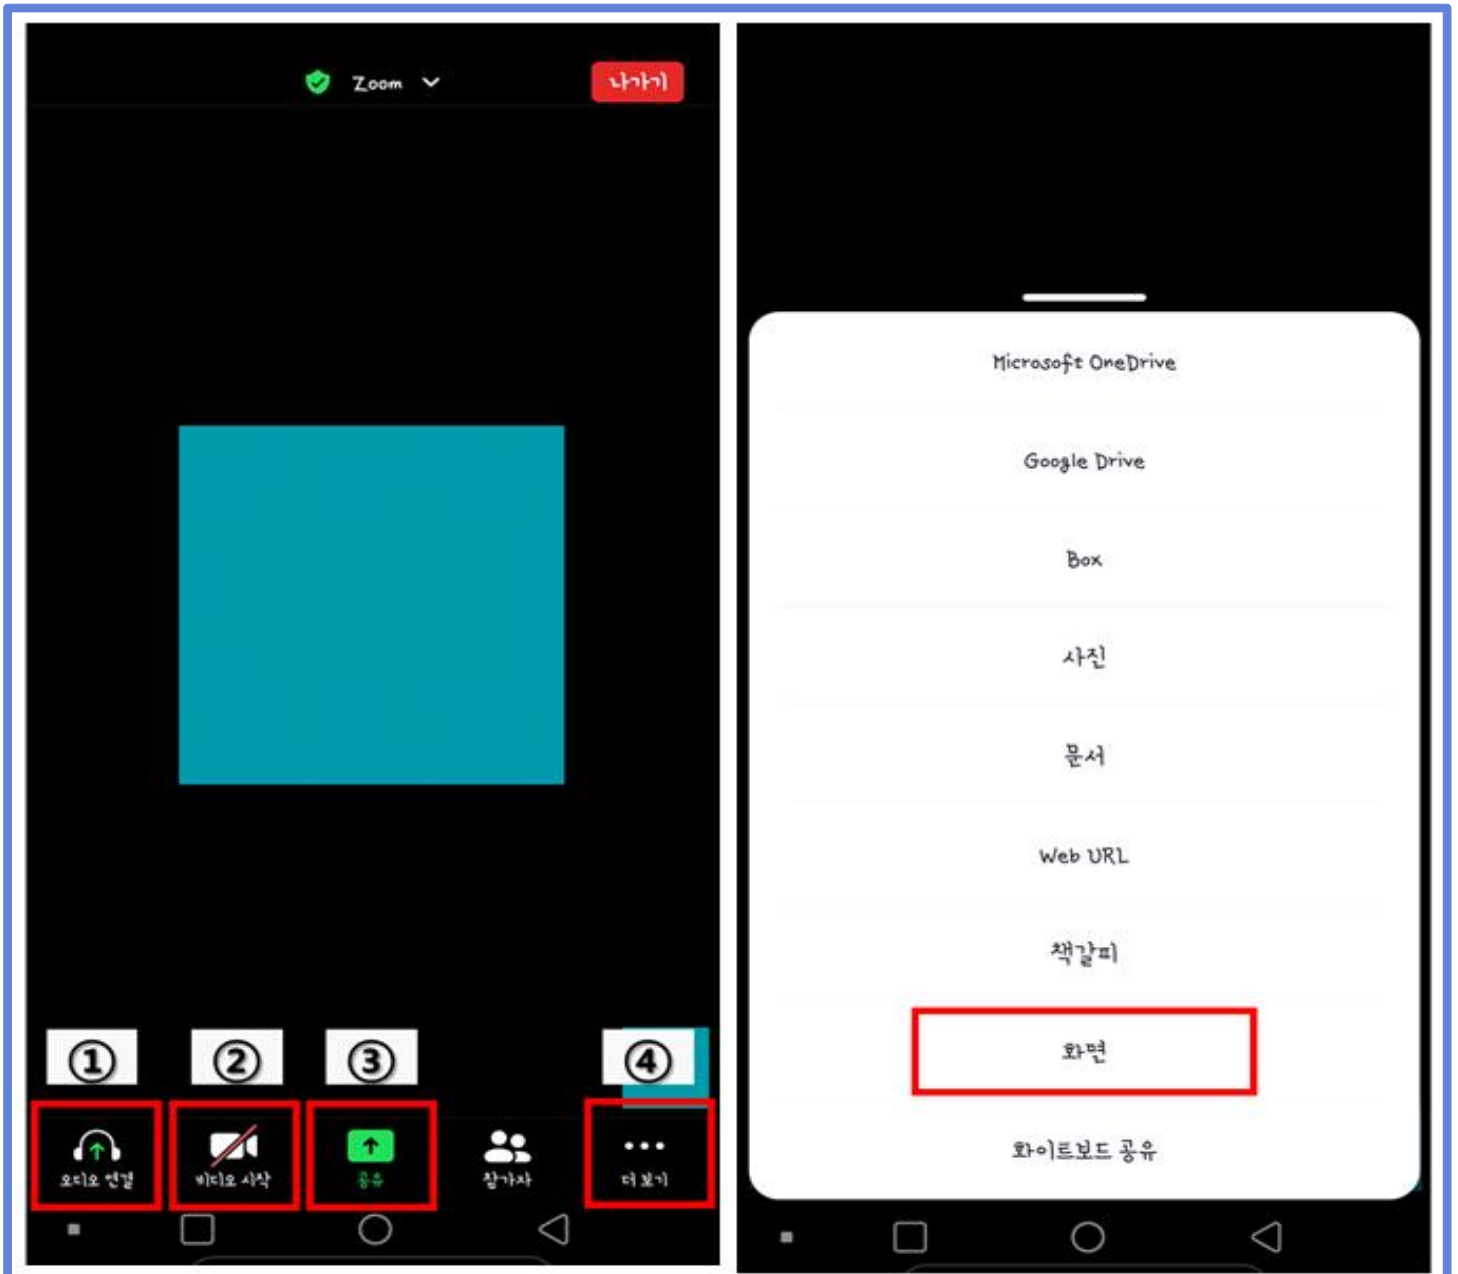 Zoom
나가기
① ② ③ ④
오디오 연결 비디오 시작 공유 참가자 더 보기
Microsoft OneDrive
Google Drive
Box
사진
문서
Web URL
책갈피
화면
화이트보드 공유